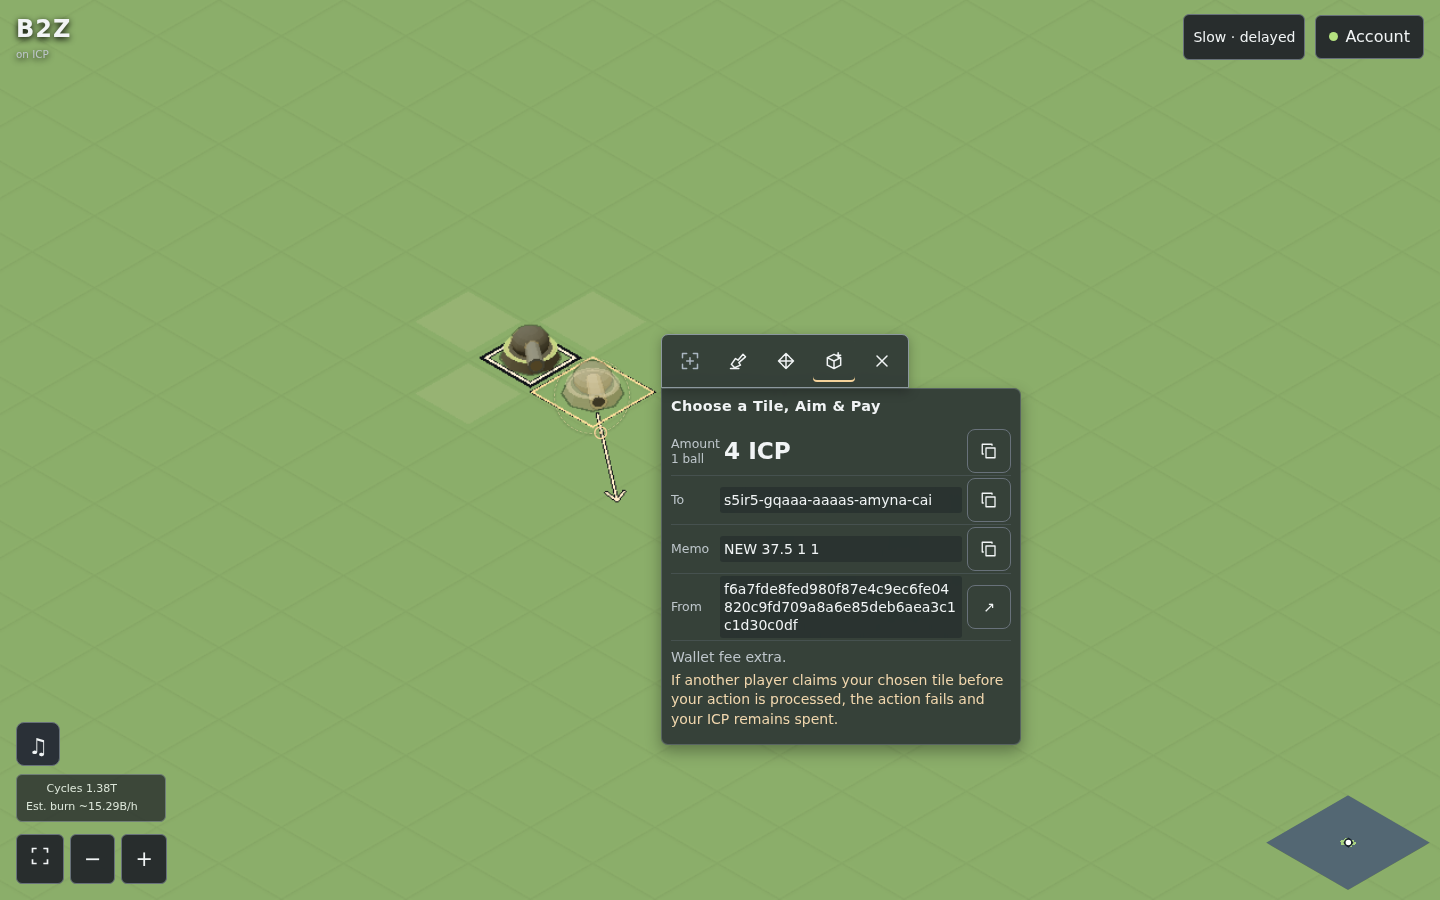 B2Z
on ICP
Slow · delayed
Account
Choose a Tile, Aim & Pay
Amount
1 ball
4 ICP
To
s5ir5-gqaaa-aaaas-amyna-cai
Memo
NEW 37.5 1 1
From
f6a7fde8fed980f87e4c9ec6fe04
820c9fd709a8a6e85deb6aea3c1
c1d30c0df
Wallet fee extra.
If another player claims your chosen tile before
your action is processed, the action fails and
your ICP remains spent.
Cycles 1.38T
Est. burn ~15.29B/h